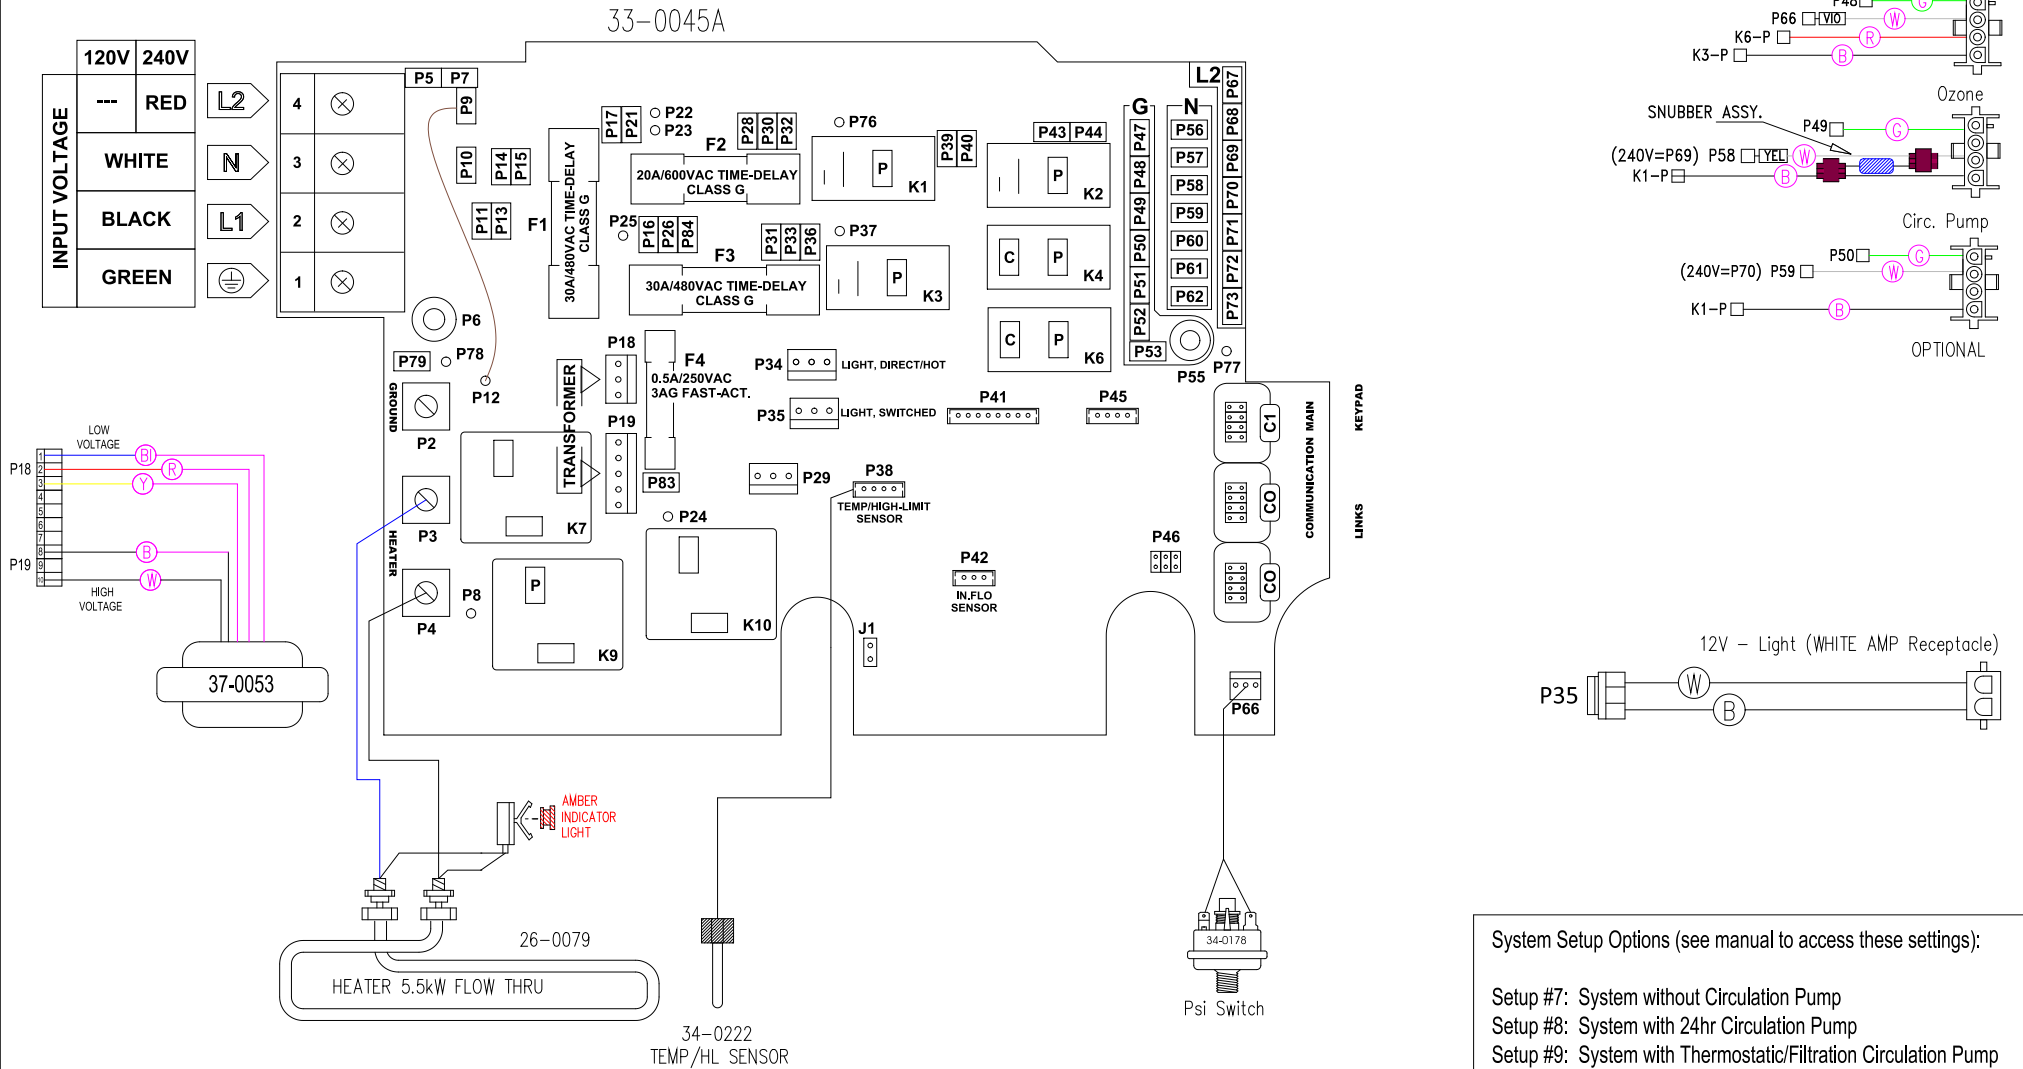 33-0045A
120V 240V
--- RED
WHITE
BLACK
GREEN
INPUT VOLTAGE
L2
N
L1
4
3
2
1
P5 P7
P9
P10
P14
P15
P11
P13
P6
P79
P78
P12
GROUND
P2
P3
HEATER
P4
P8
F1
30A/480VAC TIME-DELAY
CLASS G
P17
P21
P22
P23
F2
20A/600VAC TIME-DELAY
CLASS G
P28
P30
P32
P25
P16
P26
P84
F3
30A/480VAC TIME-DELAY
CLASS G
P31
P33
P36
P76
P
K1
P37
P
K3
P39
P40
P43 P44
P
K2
C P
K4
C P
K6
G
P47
P48
P49
P50
P51
P52
P53
N
P56
P57
P58
P59
P60
P61
P62
L2
P67
P68
P69
P70
P71
P72
P73
P55
P77
P18
TRANSFORMER
P19
F4
0.5A/250VAC
3AG FAST-ACT.
P83
P24
K7
P
K9
K10
P34
LIGHT, DIRECT/HOT
P35
LIGHT, SWITCHED
P29
P38
TEMP/HIGH-LIMIT
SENSOR
P41
P45
P42
IN.FLO
SENSOR
P46
J1
P66
C1
CO
CO
COMMUNICATION MAIN
KEYPAD
LINKS
LOW
VOLTAGE
P18
P19
1
2
3
4
5
6
7
8
9
10
BI
R
Y
B
W
HIGH
VOLTAGE
37-0053
AMBER
INDICATOR
LIGHT
26-0079
HEATER 5.5kW FLOW THRU
34-0222
TEMP/HL SENSOR
34-0178
Psi Switch
P48 G
P66 VIO W
K6-P R
K3-P B
Ozone
SNUBBER ASSY.
P49 G
(240V=P69) P58 YEL W
K1-P B
Circ. Pump
P50 G
(240V=P70) P59 W
K1-P B
OPTIONAL
12V - Light (WHITE AMP Receptacle)
P35
W
B
System Setup Options (see manual to access these settings):
Setup #7: System without Circulation Pump
Setup #8: System with 24hr Circulation Pump
Setup #9: System with Thermostatic/Filtration Circulation Pump